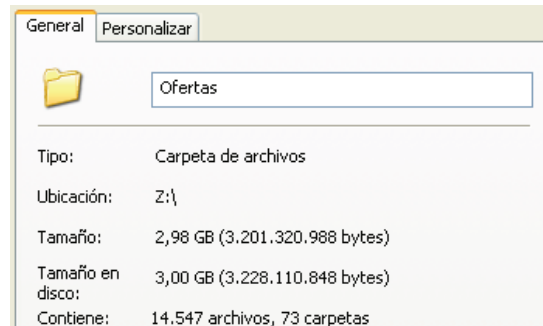 General Personalizar
Ofertas
Tipo: Carpeta de archivos
Ubicación: Z:\
Tamaño: 2,98 GB (3.201.320.988 bytes)
Tamaño en disco: 3,00 GB (3.228.110.848 bytes)
Contiene: 14.547 archivos, 73 carpetas